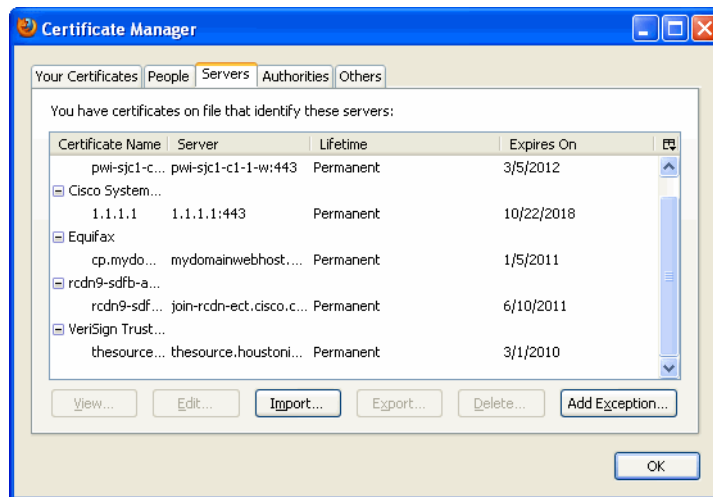 Certificate Manager
Your Certificates People Servers Authorities Others
You have certificates on file that identify these servers:
Certificate Name Server Lifetime Expires On
pwi-sjc1-c... pwi-sjc1-c1-1-w:443 Permanent 3/5/2012
Cisco System...
1.1.1.1 1.1.1.1:443 Permanent 10/22/2018
Equifax
cp.mydo... mydomainwebhost.... Permanent 1/5/2011
rcdn9-sdfb-a...
rcdn9-sdf... join-rcdn-ect.cisco.c... Permanent 6/10/2011
VeriSign Trust...
thesource... thesource.houstoni... Permanent 3/1/2010
View... Edit... Import... Export... Delete... Add Exception...
OK